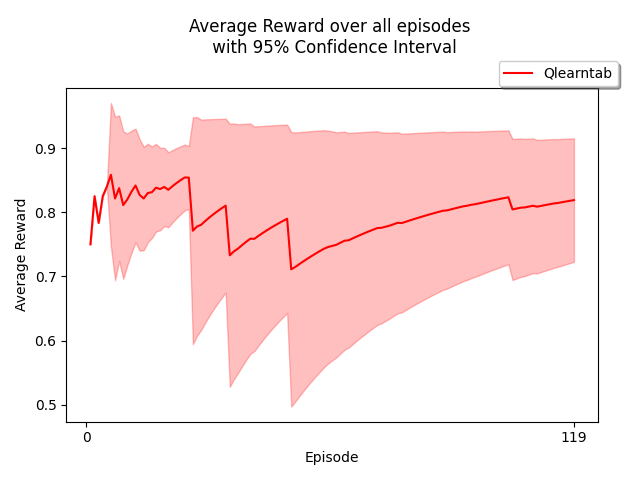 Average Reward over all episodes
with 95% Confidence Interval
Qlearntab
Average Reward
0.9
0.8
0.7
0.6
0.5
0
119
Episode